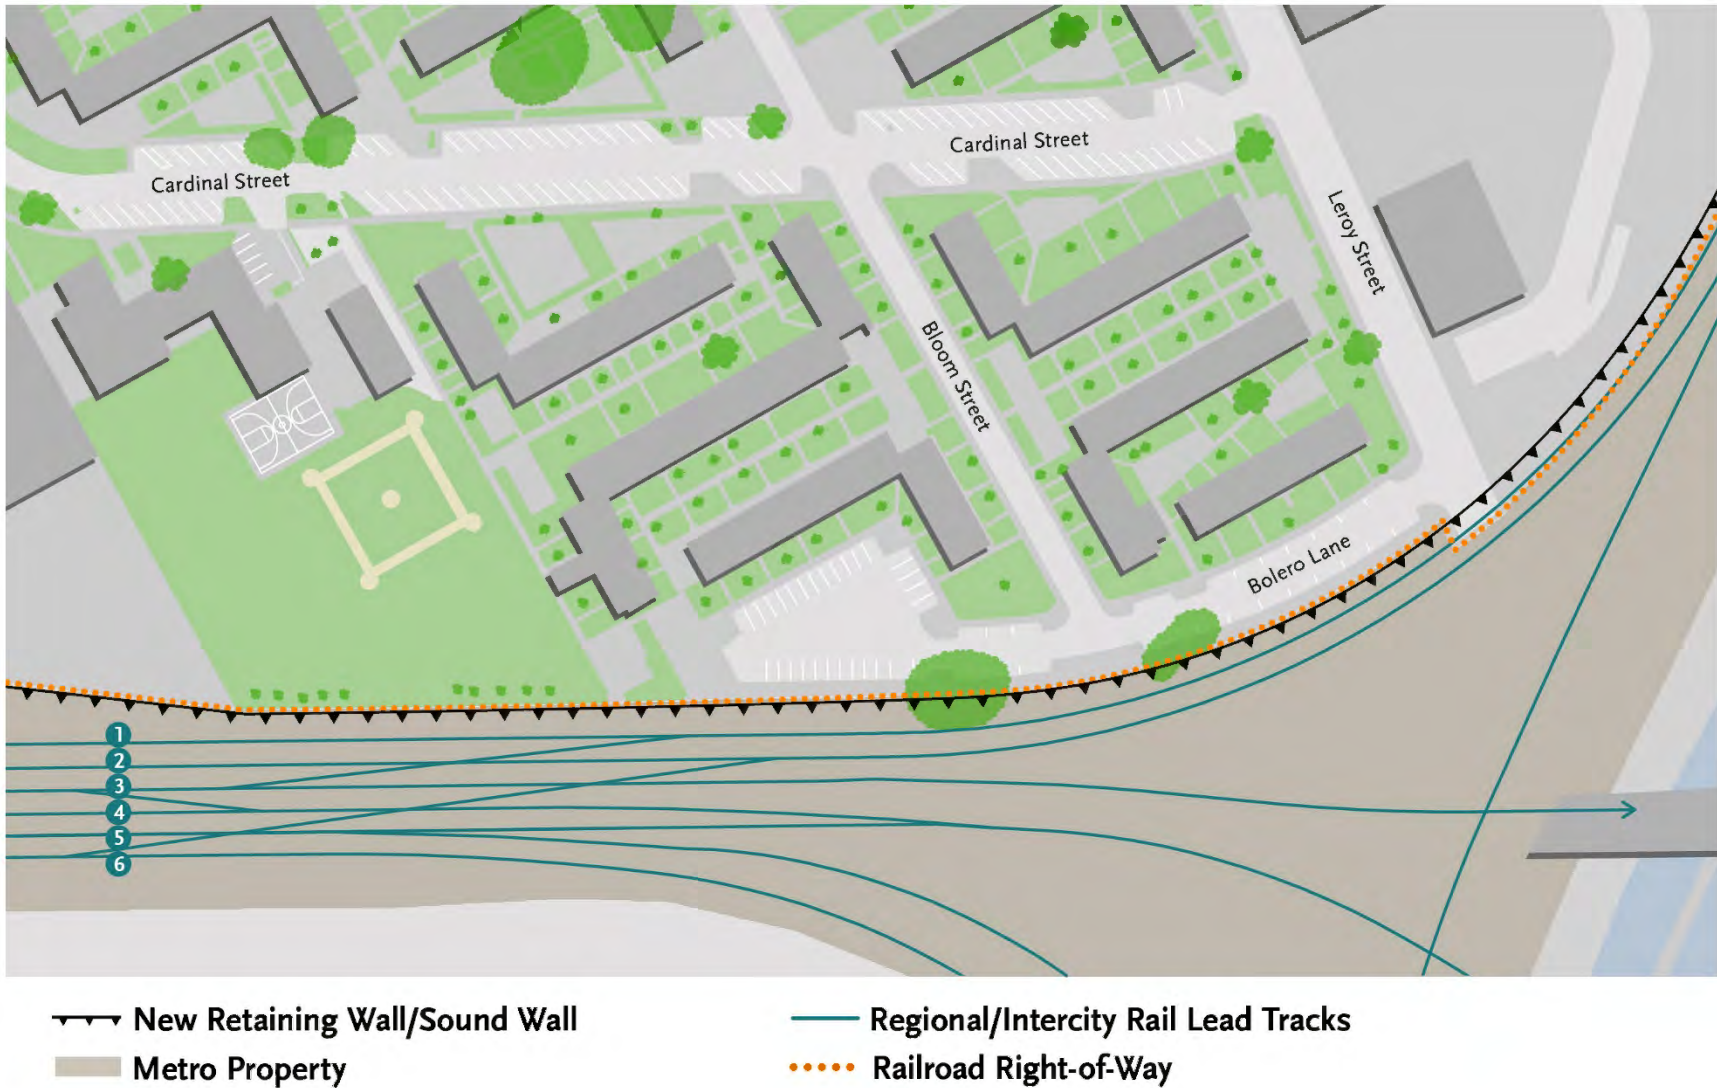 Cardinal Street
Cardinal Street
Leroy Street
Bloom Street
Bolero Lane
1
2
3
4
5
6
New Retaining Wall/Sound Wall
Regional/Intercity Rail Lead Tracks
Metro Property
Railroad Right-of-Way